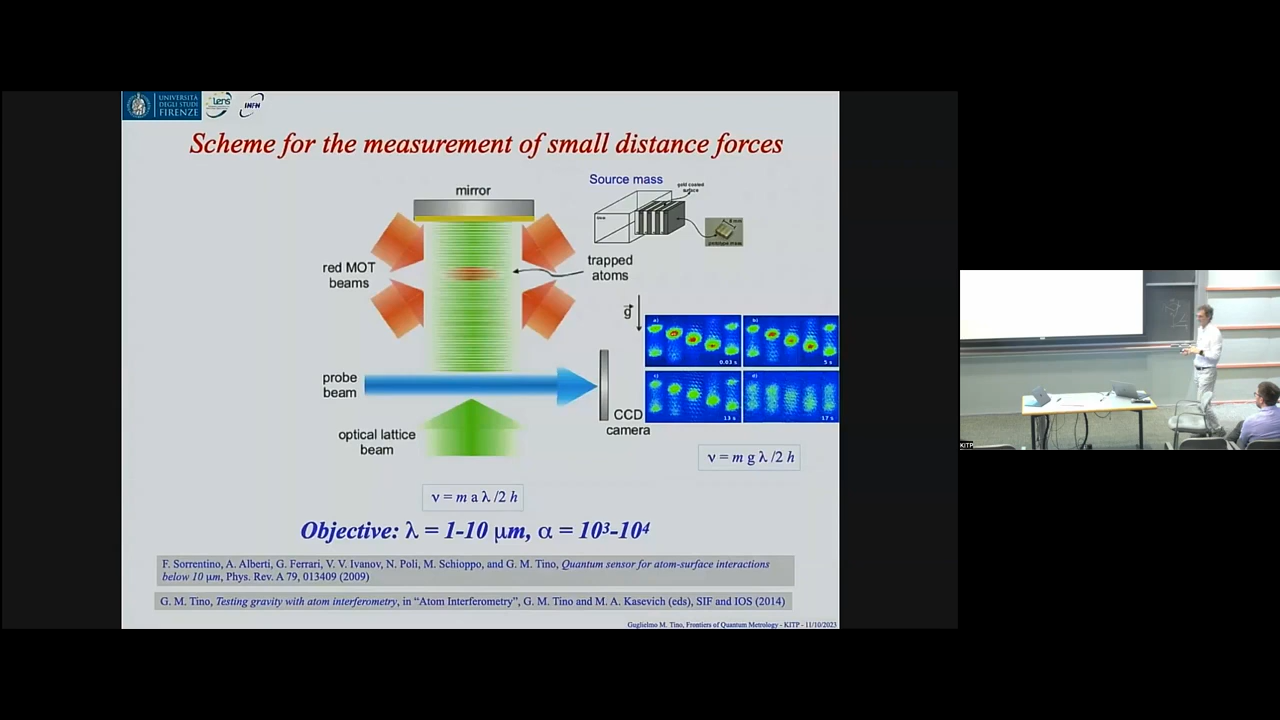 UNIVERSITÀ
DEGLI STUDI
FIRENZE
Lens
INFN
Scheme for the measurement of small distance forces
Source mass
gold coated
surface
mirror
8 mm
prototype mass
red MOT
beams
trapped
atoms
g
a)
b)
0.03 s
5 s
c)
d)
13 s
17 s
probe
beam
CCD
camera
optical lattice
beam
ν = m g λ /2 h
ν = m a λ /2 h
Objective: λ = 1-10 μm, α = 10³-10⁴
F. Sorrentino, A. Alberti, G. Ferrari, V. V. Ivanov, N. Poli, M. Schioppo, and G. M. Tino, Quantum sensor for atom-surface interactions
below 10 μm, Phys. Rev. A 79, 013409 (2009)
G. M. Tino, Testing gravity with atom interferometry, in “Atom Interferometry”, G. M. Tino and M. A. Kasevich (eds), SIF and IOS (2014)
Guglielmo M. Tino, Frontiers of Quantum Metrology - KITP - 11/10/2023
KITP